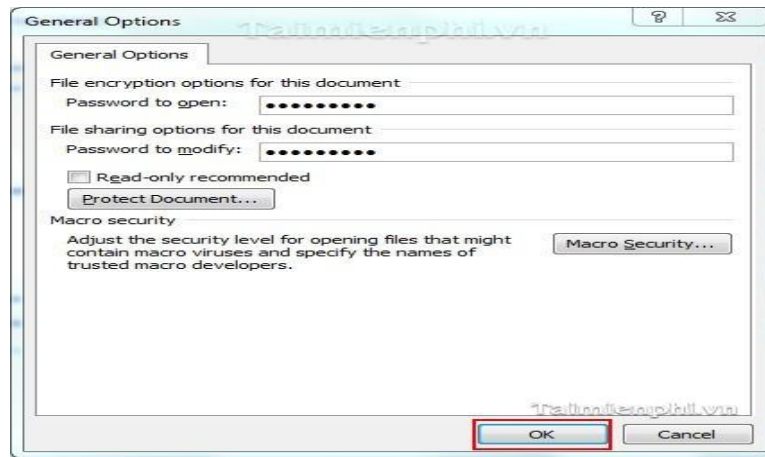 General Options
Taimienphi.vn
General Options
File encryption options for this document
Password to open: •••••••••
File sharing options for this document
Password to modify: •••••••••
Read-only recommended
Protect Document...
Macro security
Adjust the security level for opening files that might
contain macro viruses and specify the names of
trusted macro developers.
Macro Security...
Taimienphi.vn
OK
Cancel